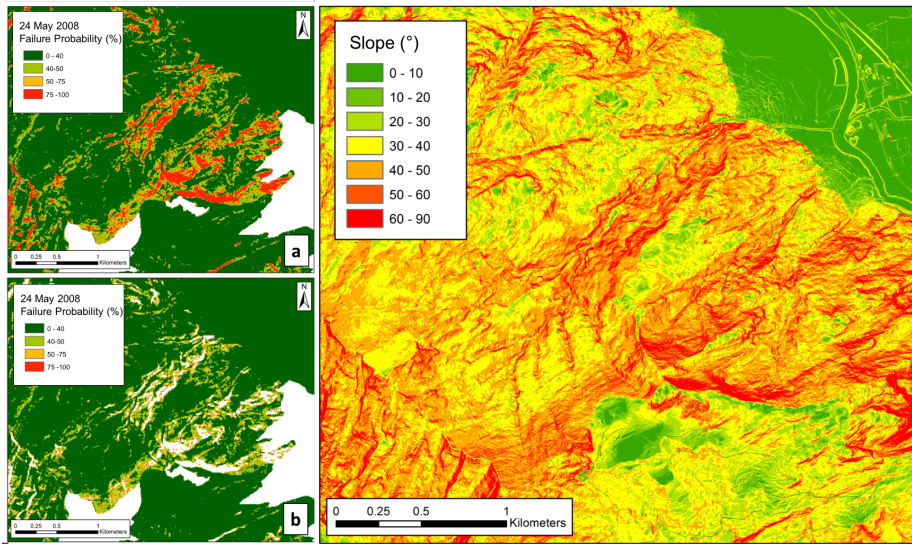 24 May 2008
Failure Probability (%)
0 - 40
40-50
50 -75
75 -100
N
0 0.25 0.5 1
Kilometers
a
24 May 2008
Failure Probability (%)
0 - 40
40-50
50 -75
75 -100
N
0 0.25 0.5 1
Kilometers
b
Slope (°)
0 - 10
10 - 20
20 - 30
30 - 40
40 - 50
50 - 60
60 - 90
0 0.25 0.5 1
Kilometers